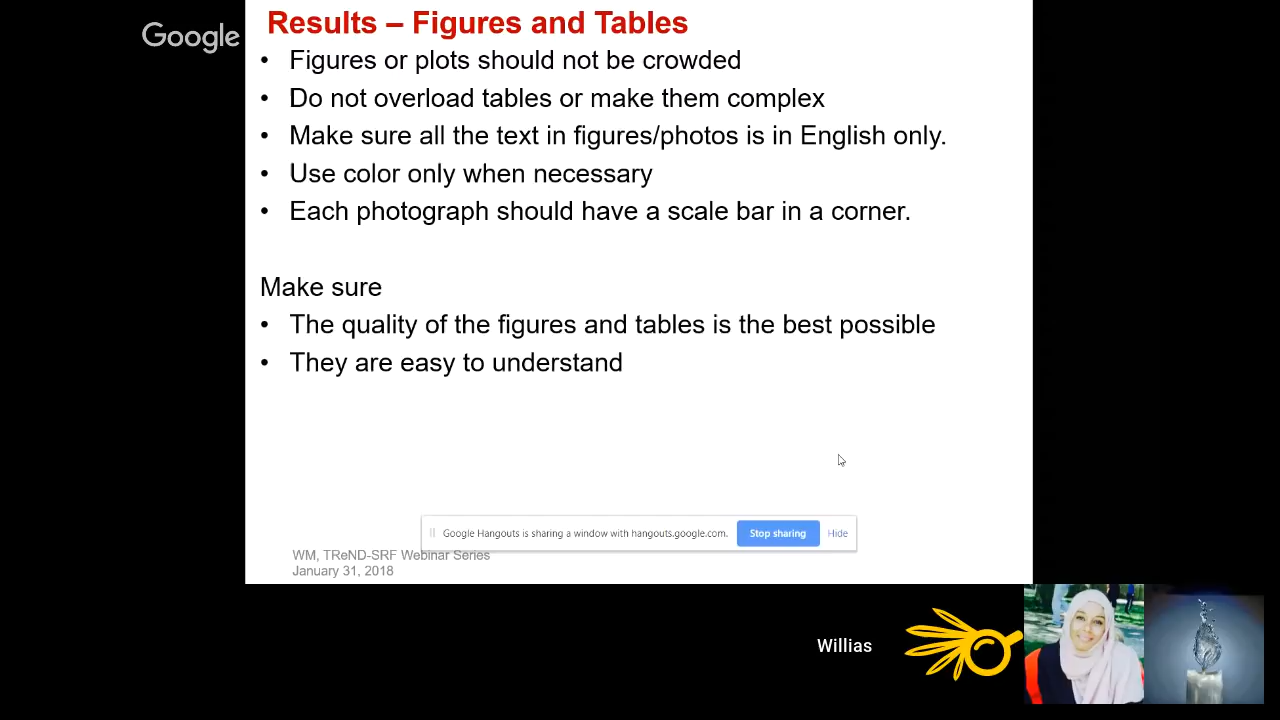 Google
Results – Figures and Tables
• Figures or plots should not be crowded
• Do not overload tables or make them complex
• Make sure all the text in figures/photos is in English only.
• Use color only when necessary
• Each photograph should have a scale bar in a corner.
Make sure
• The quality of the figures and tables is the best possible
• They are easy to understand
Google Hangouts is sharing a window with hangouts.google.com. Stop sharing Hide
WM, TReND-SRF Webinar Series
January 31, 2018
Willias